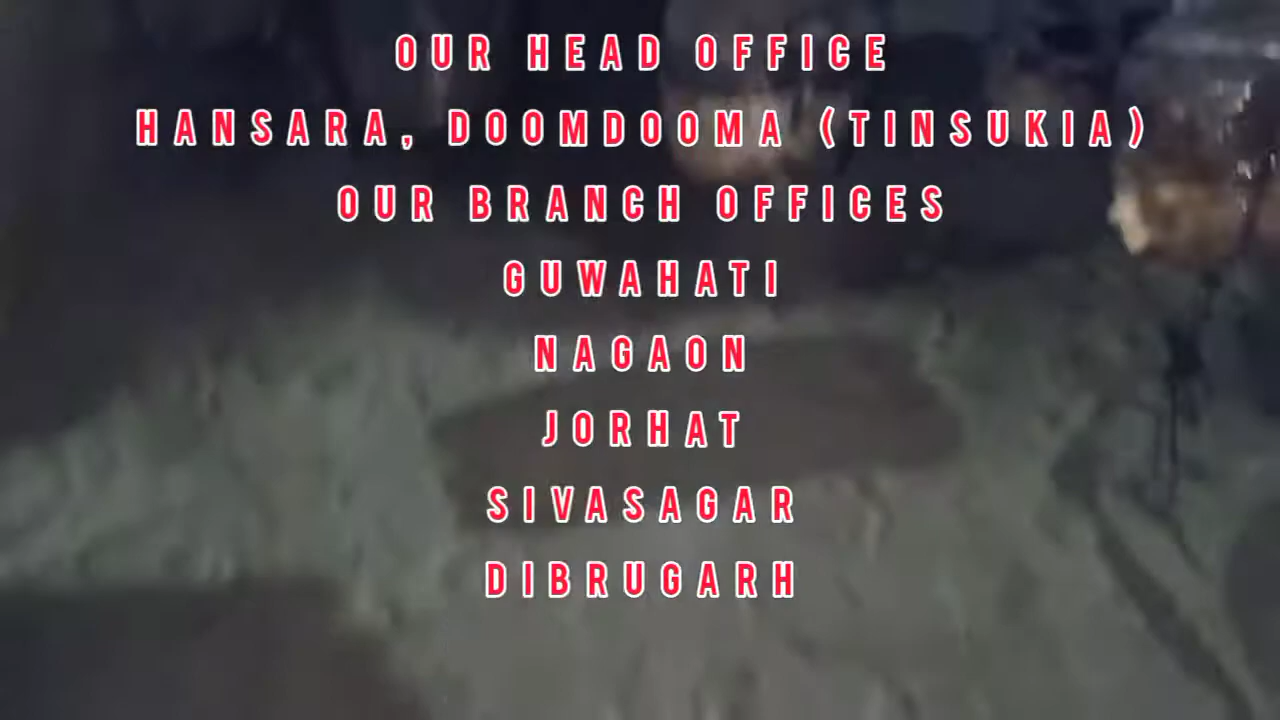 OUR HEAD OFFICE
HANSARA, DOOMDOOMA (TINSUKIA)
OUR BRANCH OFFICES
GUWAHATI
NAGAON
JORHAT
SIVASAGAR
DIBRUGARH